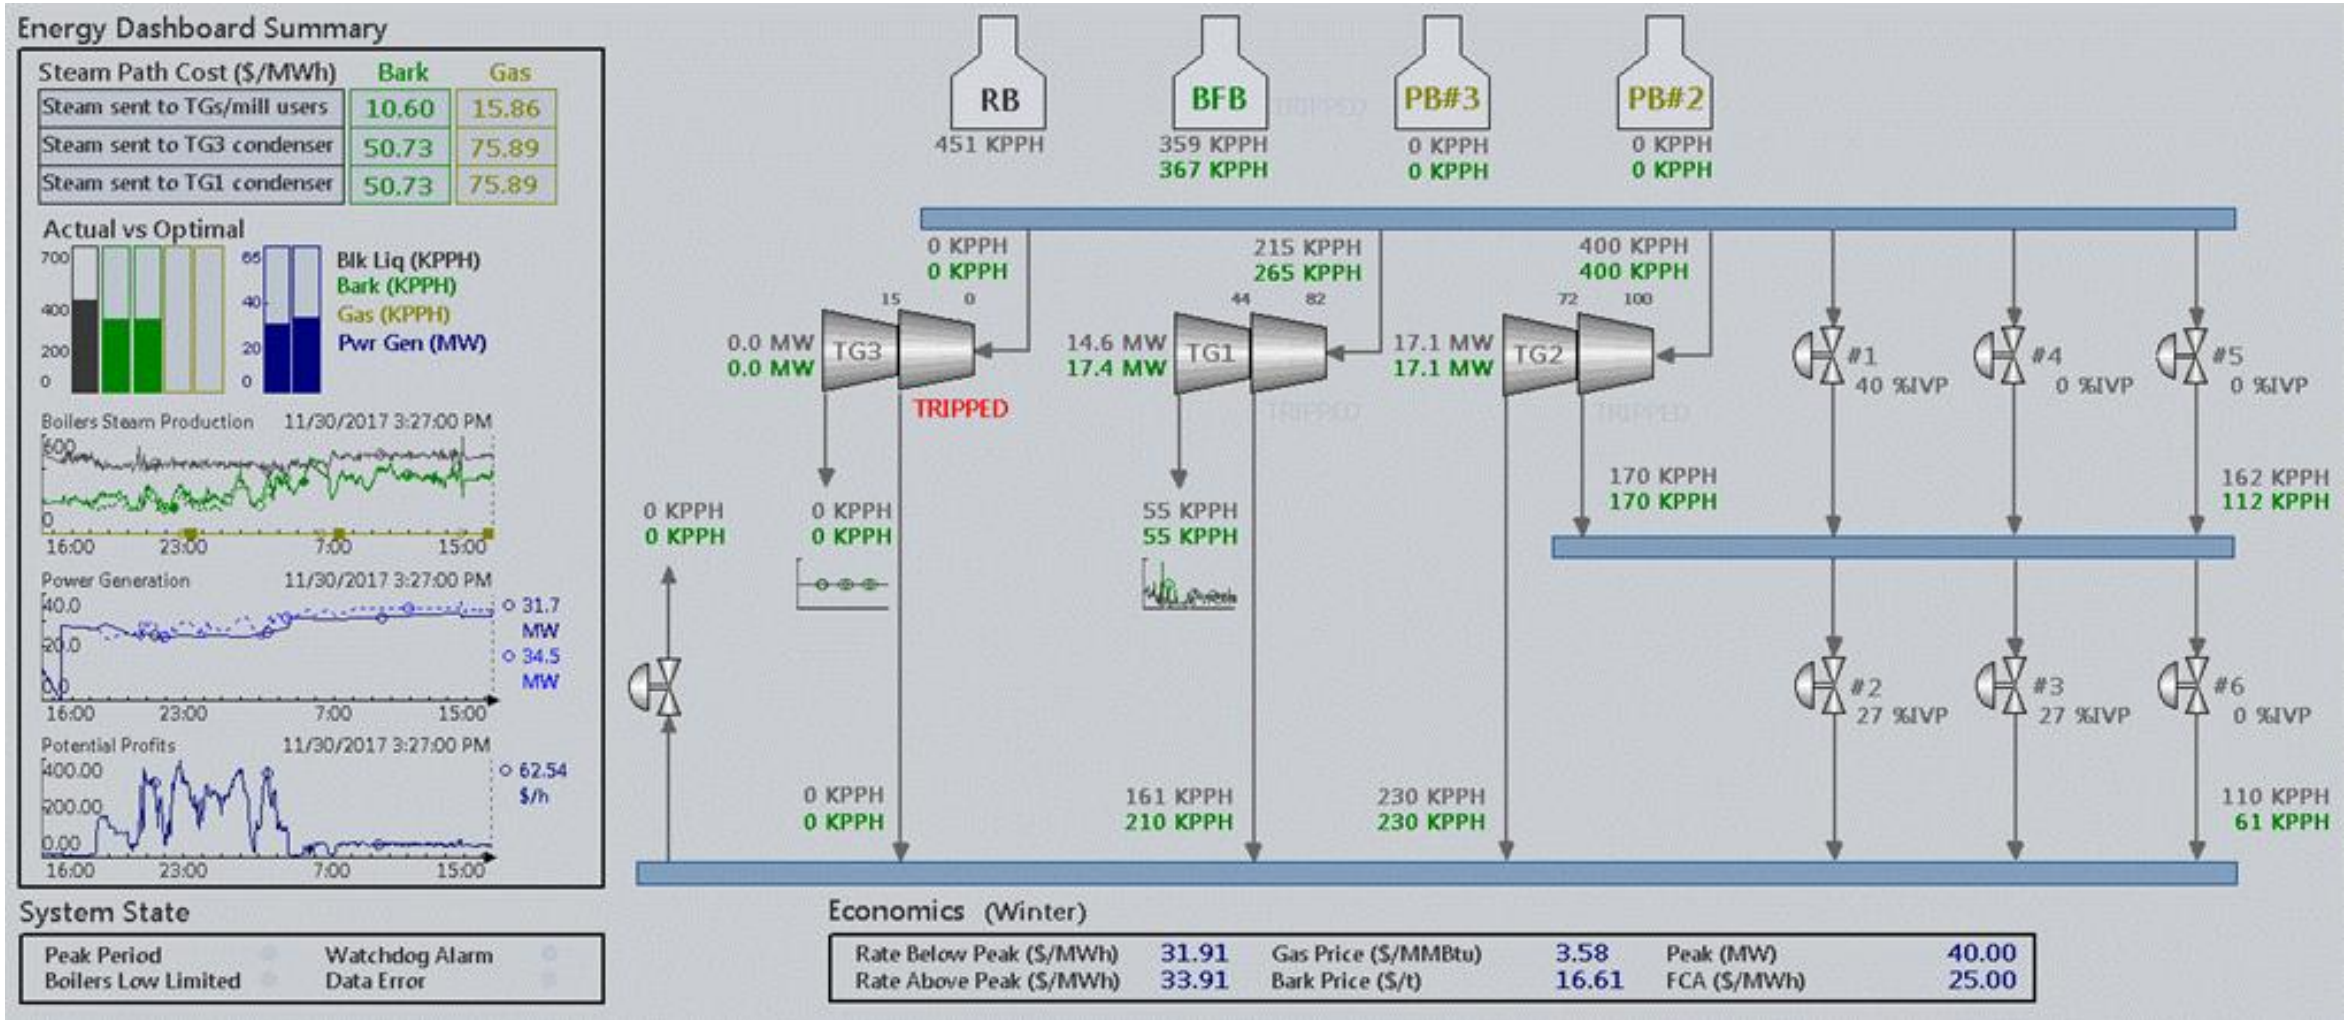 Energy Dashboard Summary
Steam Path Cost ($/MWh) Bark Gas
Steam sent to TGs/mill users 10.60 15.86
Steam sent to TG3 condenser 50.73 75.89
Steam sent to TG1 condenser 50.73 75.89
Actual vs Optimal
700
400
200
0
65
40
20
0
Blk Liq (KPPH)
Bark (KPPH)
Gas (KPPH)
Pwr Gen (MW)
Boilers Steam Production 11/30/2017 3:27:00 PM
600
0
16:00 23:00 7:00 15:00
Power Generation 11/30/2017 3:27:00 PM
40.0
20.0
0.0
31.7
MW
34.5
MW
16:00 23:00 7:00 15:00
Potential Profits 11/30/2017 3:27:00 PM
400.00
200.00
0.00
62.54
$/h
16:00 23:00 7:00 15:00
System State
Peak Period Watchdog Alarm
Boilers Low Limited Data Error
RB BFB PB#3 PB#2
TRIPPED
451 KPPH 359 KPPH 0 KPPH 0 KPPH
367 KPPH 0 KPPH 0 KPPH
0 KPPH 215 KPPH 400 KPPH
0 KPPH 265 KPPH 400 KPPH
15 0 44 82 72 100
0.0 MW TG3 14.6 MW TG1 17.1 MW TG2
0.0 MW 17.4 MW 17.1 MW
#1 #4 #5
40 %IVP 0 %IVP 0 %IVP
TRIPPED TRIPPED TRIPPED
170 KPPH 162 KPPH
170 KPPH 112 KPPH
0 KPPH 0 KPPH 55 KPPH
0 KPPH 0 KPPH 55 KPPH
#2 #3 #6
27 %IVP 27 %IVP 0 %IVP
0 KPPH 161 KPPH 230 KPPH 110 KPPH
0 KPPH 210 KPPH 230 KPPH 61 KPPH
Economics (Winter)
Rate Below Peak ($/MWh) 31.91 Gas Price ($/MMBtu) 3.58 Peak (MW) 40.00
Rate Above Peak ($/MWh) 33.91 Bark Price ($/t) 16.61 FCA ($/MWh) 25.00